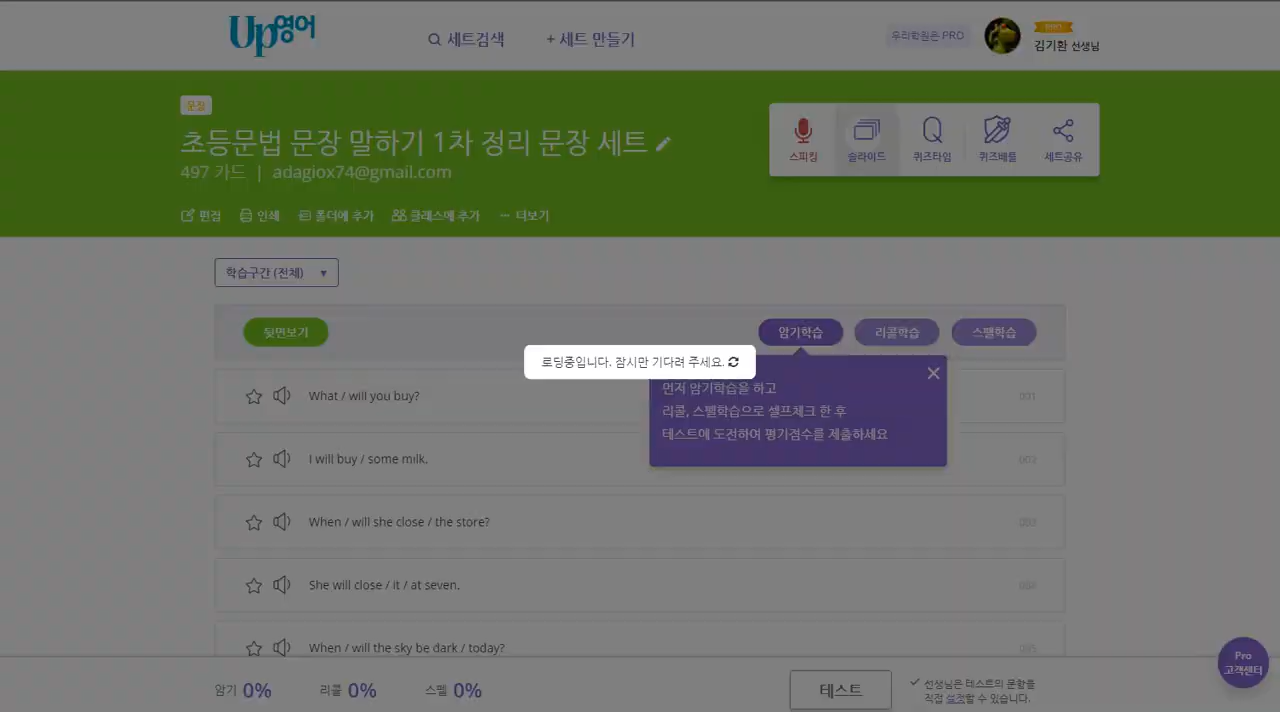 Up영어
세트검색
+ 세트 만들기
우리학원은 PRO
PRO
김기환 선생님
문장
초등문법 문장 말하기 1차 정리 문장 세트
497 카드 | adagiox74@gmail.com
스피킹
슬라이드
퀴즈타임
퀴즈배틀
세트공유
편집
인쇄
폴더에 추가
클래스에 추가
더보기
학습구간 (전체)
뒷면보기
암기학습
리콜학습
스펠학습
로딩중입니다. 잠시만 기다려 주세요.
먼저 암기학습을 하고
리콜, 스펠학습으로 셀프체크 한 후
테스트에 도전하여 평가점수를 제출하세요
What / will you buy?
001
I will buy / some milk.
002
When / will she close / the store?
003
She will close / it / at seven.
004
When / will the sky be dark / today?
005
암기 0%
리콜 0%
스펠 0%
테스트
선생님은 테스트의 문항을
직접 설정할 수 있습니다.
Pro
고객센터